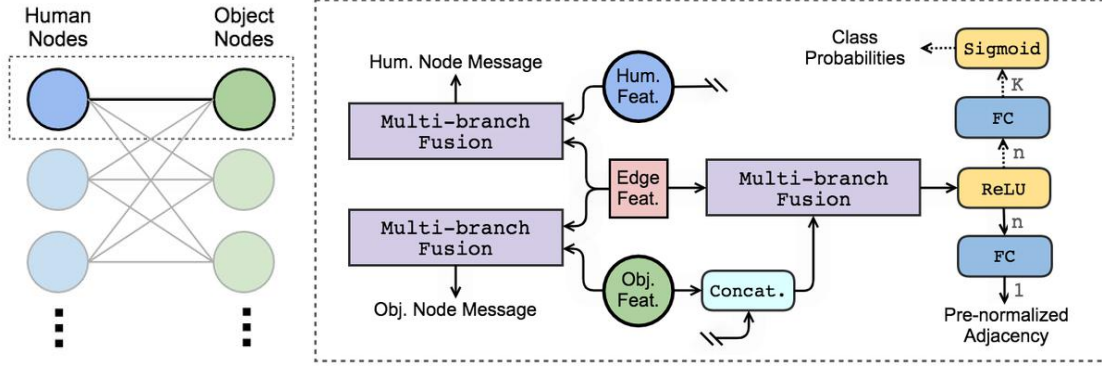 Human
Nodes
Object
Nodes
Hum. Node Message
Multi-branch
Fusion
Hum.
Feat.
Edge
Feat.
Multi-branch
Fusion
Obj. Node Message
Obj.
Feat.
Concat.
Multi-branch
Fusion
Class
Probabilities
Sigmoid
K
FC
n
ReLU
n
FC
1
Pre-normalized
Adjacency